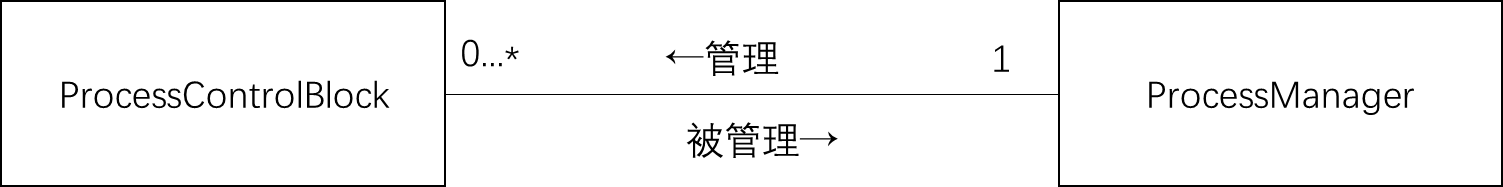 ProcessControlBlock
0...*
←管理
1
被管理→
ProcessManager